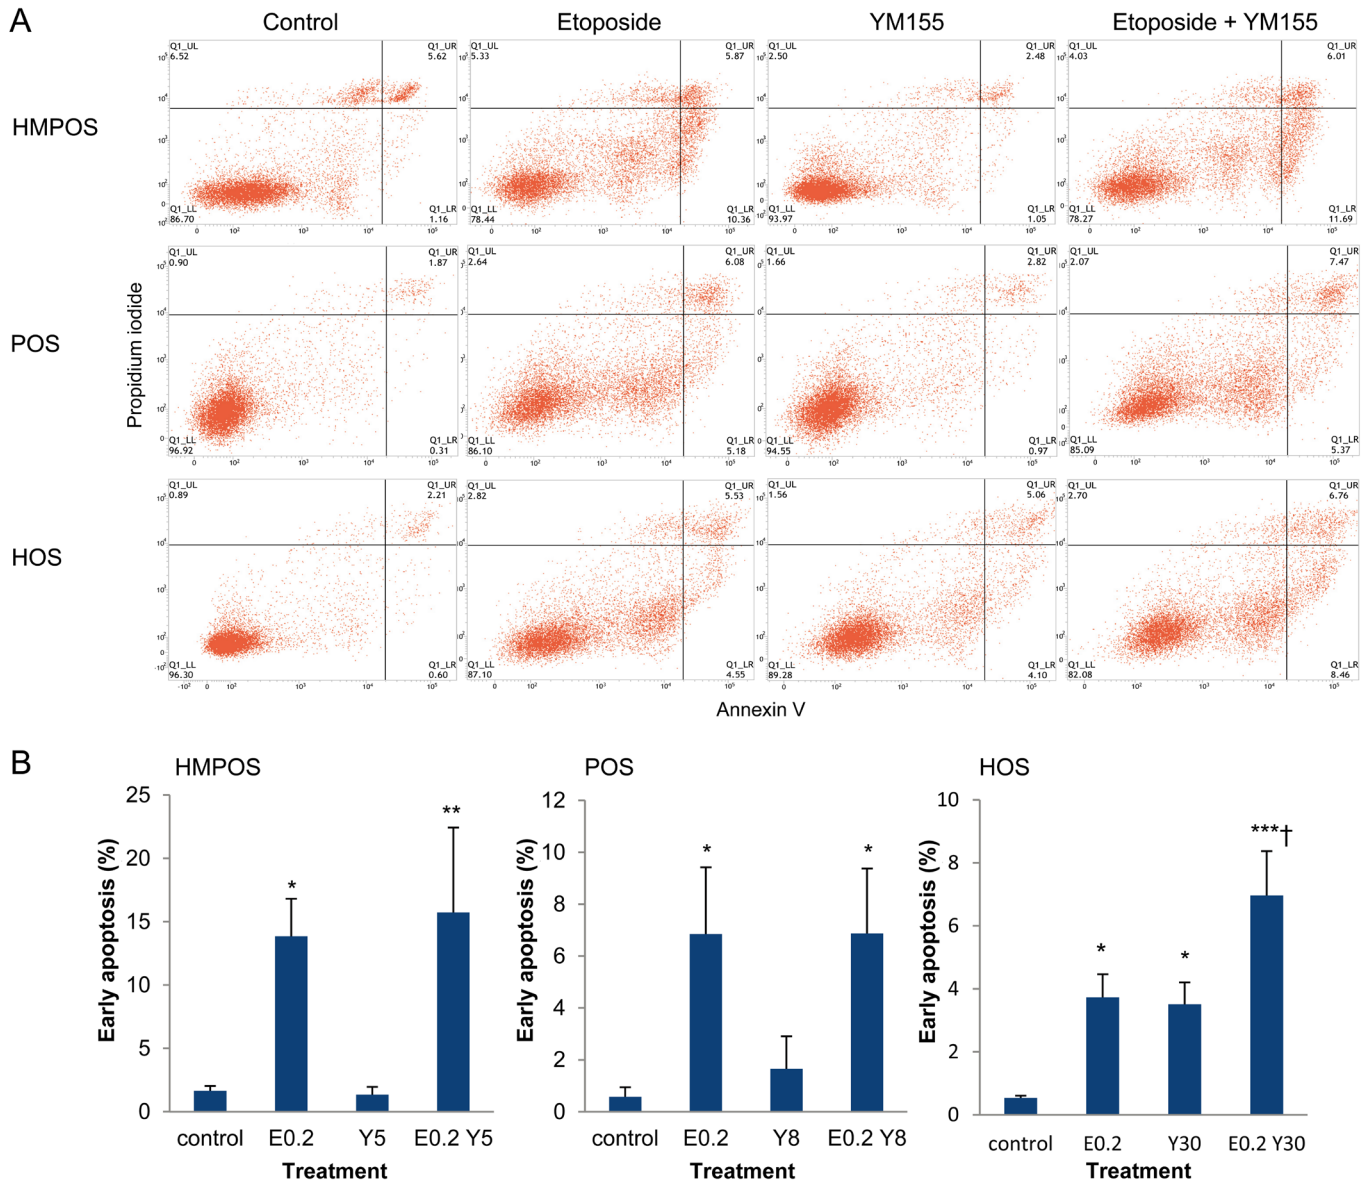 A
Control Etoposide YM155 Etoposide + YM155
HMPOS
Q1_UL 6.52 Q1_UR 5.62 Q1_LL 86.70 Q1_LR 1.16
Q1_UL 5.33 Q1_UR 5.87 Q1_LL 78.44 Q1_LR 10.36
Q1_UL 2.50 Q1_UR 2.48 Q1_LL 93.97 Q1_LR 1.05
Q1_UL 4.03 Q1_UR 6.01 Q1_LL 78.27 Q1_LR 11.69
Propidium iodide
POS
Q1_UL 0.90 Q1_UR 1.87 Q1_LL 96.92 Q1_LR 0.31
Q1_UL 2.64 Q1_UR 6.08 Q1_LL 86.10 Q1_LR 5.18
Q1_UL 1.66 Q1_UR 2.82 Q1_LL 94.55 Q1_LR 0.97
Q1_UL 2.07 Q1_UR 7.47 Q1_LL 85.09 Q1_LR 5.37
HOS
Q1_UL 0.89 Q1_UR 2.21 Q1_LL 96.30 Q1_LR 0.60
Q1_UL 2.82 Q1_UR 5.53 Q1_LL 87.10 Q1_LR 4.55
Q1_UL 1.56 Q1_UR 5.06 Q1_LL 89.28 Q1_LR 4.10
Q1_UL 2.70 Q1_UR 6.76 Q1_LL 82.08 Q1_LR 8.46
Annexin V
B
HMPOS
Early apoptosis (%)
25
20
15
10
5
0
*
**
control E0.2 Y5 E0.2 Y5
Treatment
POS
Early apoptosis (%)
12
10
8
6
4
2
0
*
*
control E0.2 Y8 E0.2 Y8
Treatment
HOS
Early apoptosis (%)
10
8
6
4
2
0
*
*
***†
control E0.2 Y30 E0.2 Y30
Treatment